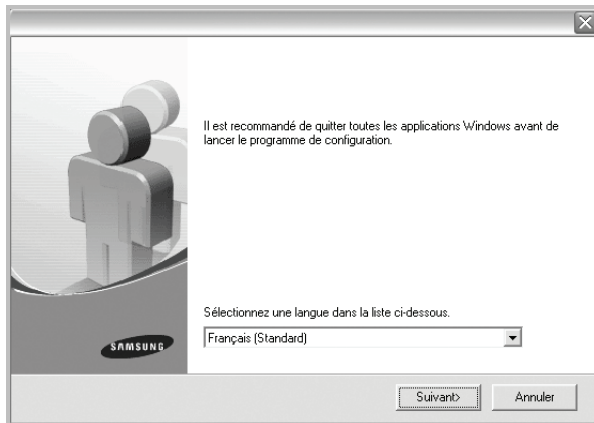 Il est recommandé de quitter toutes les applications Windows avant de
lancer le programme de configuration.
Sélectionnez une langue dans la liste ci-dessous.
Français (Standard)
SAMSUNG
Suivant>
Annuler